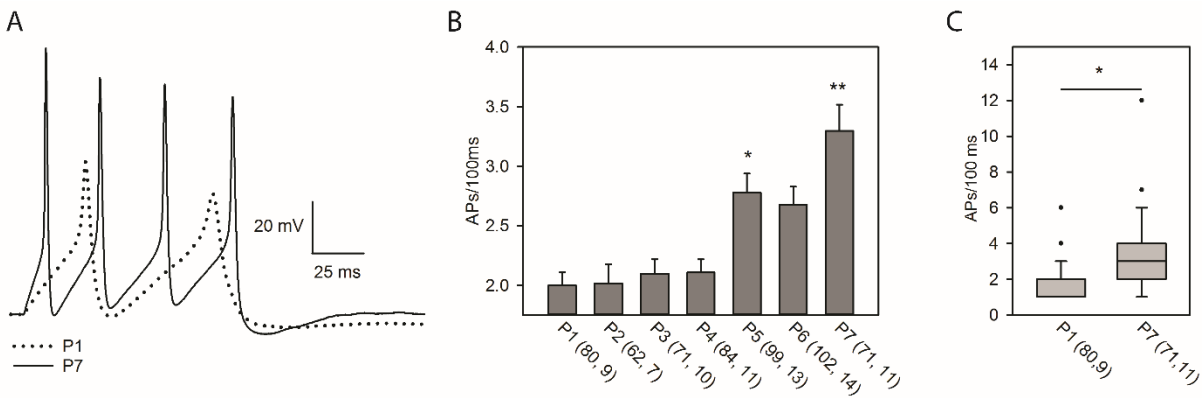 A
20 mV
25 ms
P1
P7
B
APs/100ms
4.0
3.5
3.0
2.5
2.0
*
**
P1 (80, 9)
P2 (62, 7)
P3 (71, 10)
P4 (84, 11)
P5 (99, 13)
P6 (102, 14)
P7 (71, 11)
C
APs/100 ms
14
12
10
8
6
4
2
0
*
P1 (80,9)
P7 (71,11)